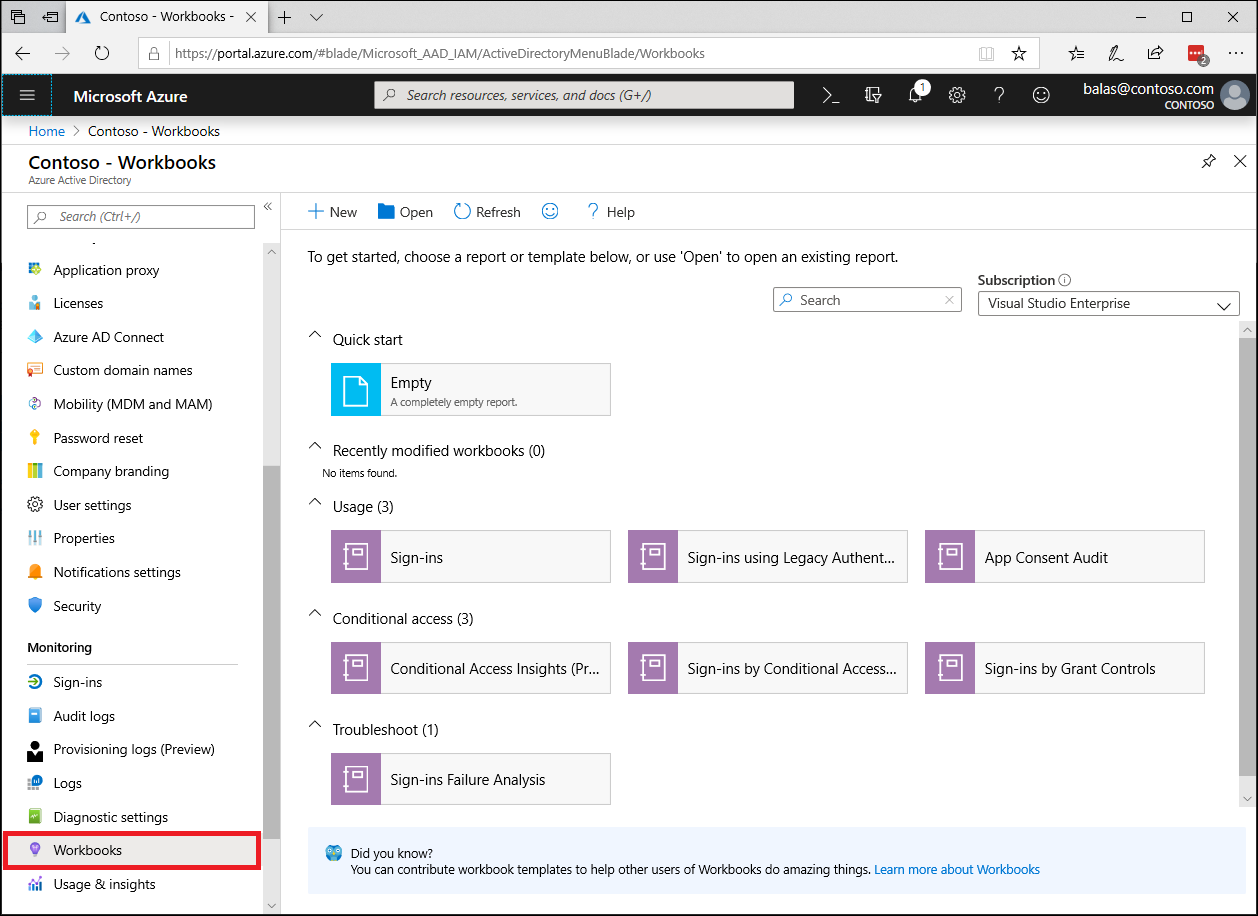 Contoso - Workbooks -
https://portal.azure.com/#blade/Microsoft_AAD_IAM/ActiveDirectoryMenuBlade/Workbooks
2
Microsoft Azure
Search resources, services, and docs (G+/)
1
balas@contoso.com
CONTOSO
Home > Contoso - Workbooks
Contoso - Workbooks
Azure Active Directory
Search (Ctrl+/)
Application proxy
Licenses
Azure AD Connect
Custom domain names
Mobility (MDM and MAM)
Password reset
Company branding
User settings
Properties
Notifications settings
Security
Monitoring
Sign-ins
Audit logs
Provisioning logs (Preview)
Logs
Diagnostic settings
Workbooks
Usage & insights
New
Open
Refresh
Help
To get started, choose a report or template below, or use 'Open' to open an existing report.
Search
Subscription
Visual Studio Enterprise
Quick start
Empty
A completely empty report.
Recently modified workbooks (0)
No items found.
Usage (3)
Sign-ins
Sign-ins using Legacy Authent...
App Consent Audit
Conditional access (3)
Conditional Access Insights (Pr...
Sign-ins by Conditional Access...
Sign-ins by Grant Controls
Troubleshoot (1)
Sign-ins Failure Analysis
Did you know?
You can contribute workbook templates to help other users of Workbooks do amazing things. Learn more about Workbooks